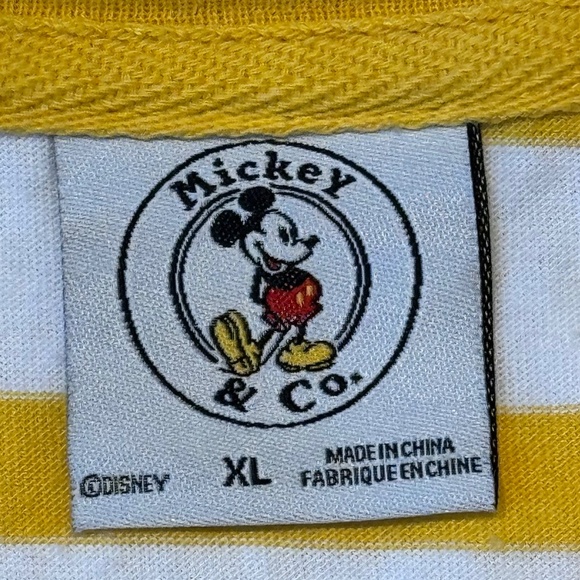 Mickey
& Co.
©DISNEY
XL
MADE IN CHINA
FABRIQUE EN CHINE